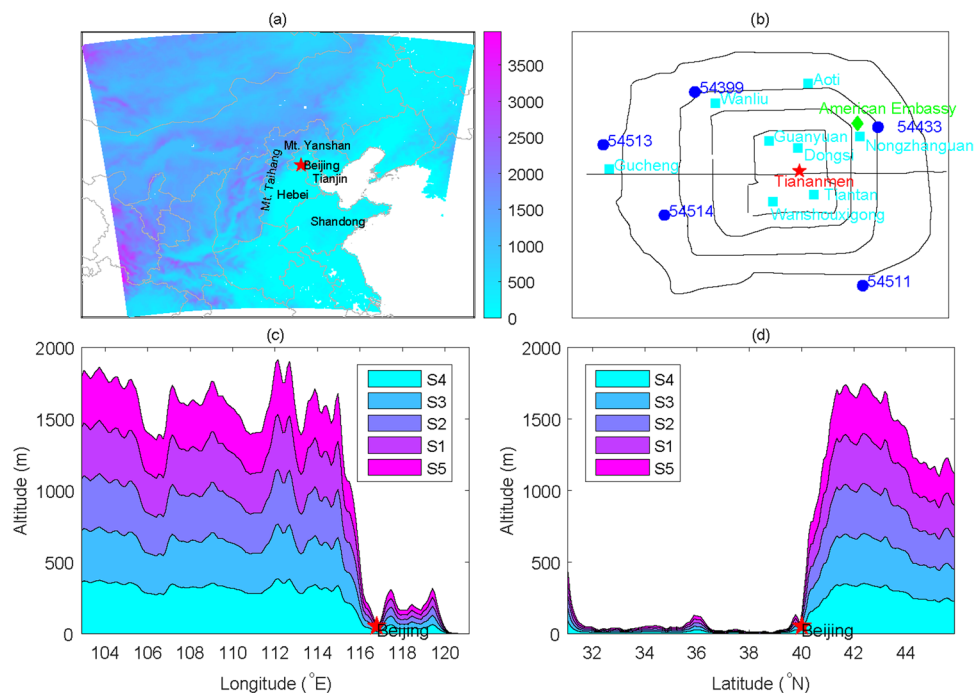 (a)
Mt. Yanshan
Beijing
Tianjin
Mt. Taihang
Hebei
Shandong
3500
3000
2500
2000
1500
1000
500
0
(b)
54399
Aoti
Wanliu
American Embassy
54433
54513
Guanyuan
Nongzhanguan
Dongsi
Gucheng
Tiananmen
Tiantan
Wanshouxigong
54514
54511
(c)
2000
1500
1000
500
0
Altitude (m)
S4
S3
S2
S1
S5
Beijing
104 106 108 110 112 114 116 118 120
Longitude (°E)
(d)
2000
1500
1000
500
0
Altitude (m)
S4
S3
S2
S1
S5
Beijing
32 34 36 38 40 42 44
Latitude (°N)